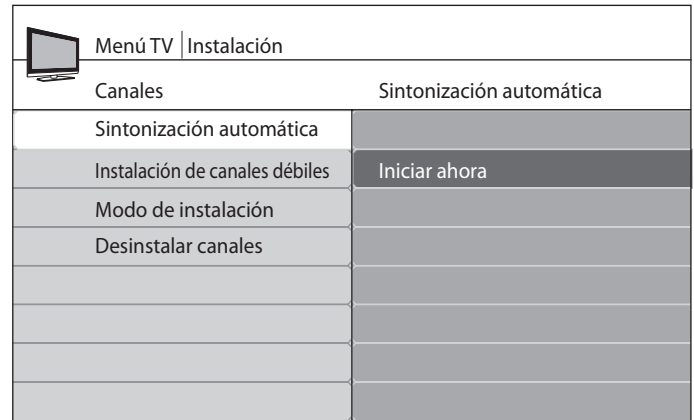 Menú TV | Instalación
Canales Sintonización automática
Sintonización automática
Instalación de canales débiles Iniciar ahora
Modo de instalación
Desinstalar canales